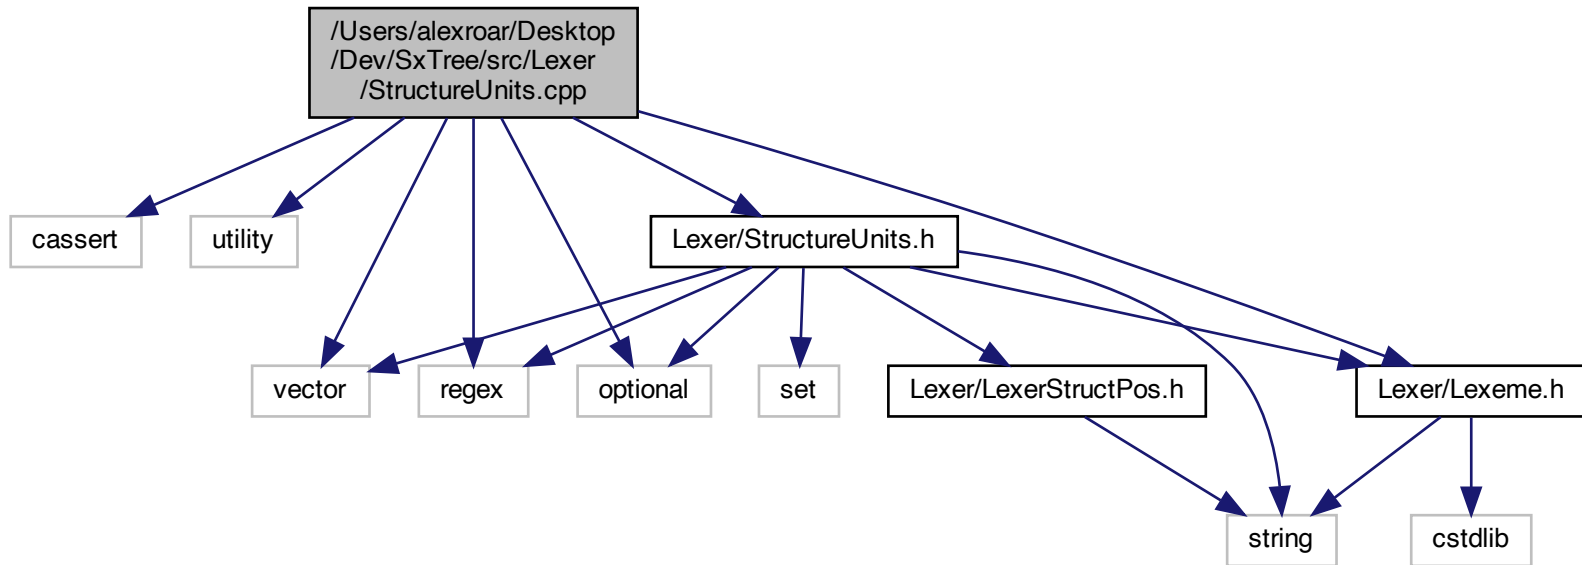 /Users/alexroar/Desktop
/Dev/SxTree/src/Lexer
/StructureUnits.cpp
cassert
utility
Lexer/StructureUnits.h
vector
regex
optional
set
Lexer/LexerStructPos.h
Lexer/Lexeme.h
string
cstdlib